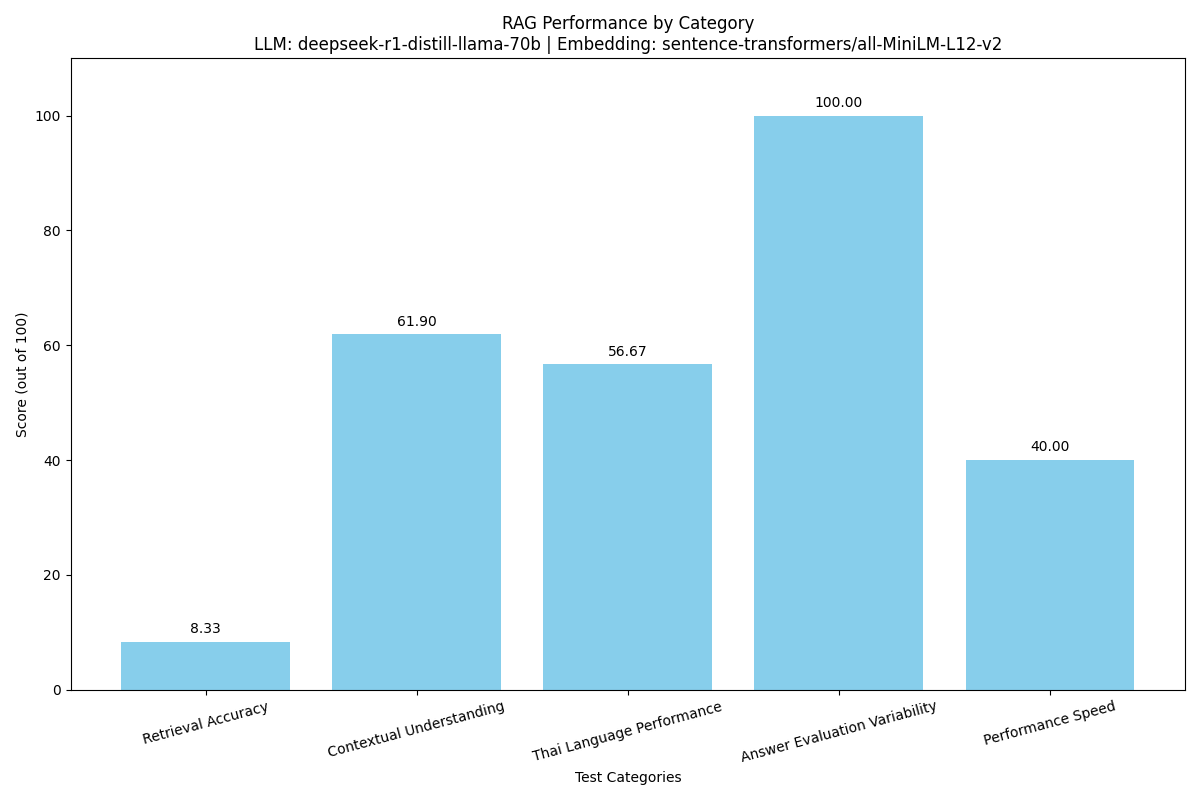 RAG Performance by Category
LLM: deepseek-r1-distill-llama-70b | Embedding: sentence-transformers/all-MiniLM-L12-v2
Score (out of 100)
100
80
60
40
20
0
8.33
61.90
56.67
100.00
40.00
Retrieval Accuracy
Contextual Understanding
Thai Language Performance
Answer Evaluation Variability
Performance Speed
Test Categories